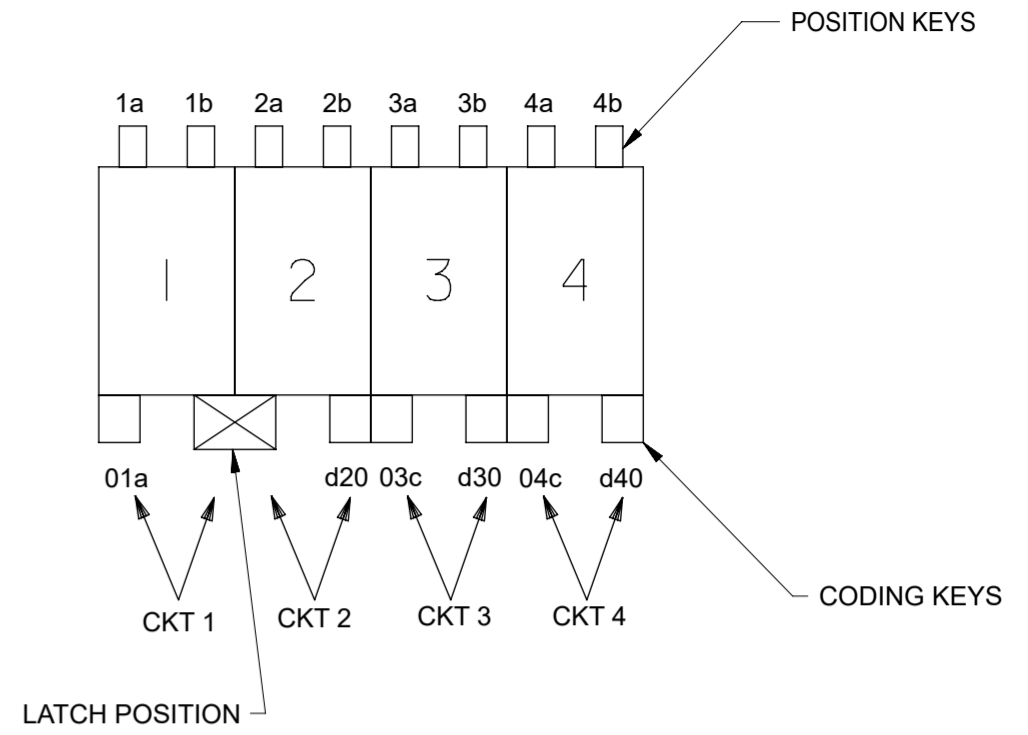 POSITION KEYS
1a 1b 2a 2b 3a 3b 4a 4b
1 2 3 4
01a d20 03c d30 04c d40
CODING KEYS
CKT 1 CKT 2 CKT 3 CKT 4
LATCH POSITION